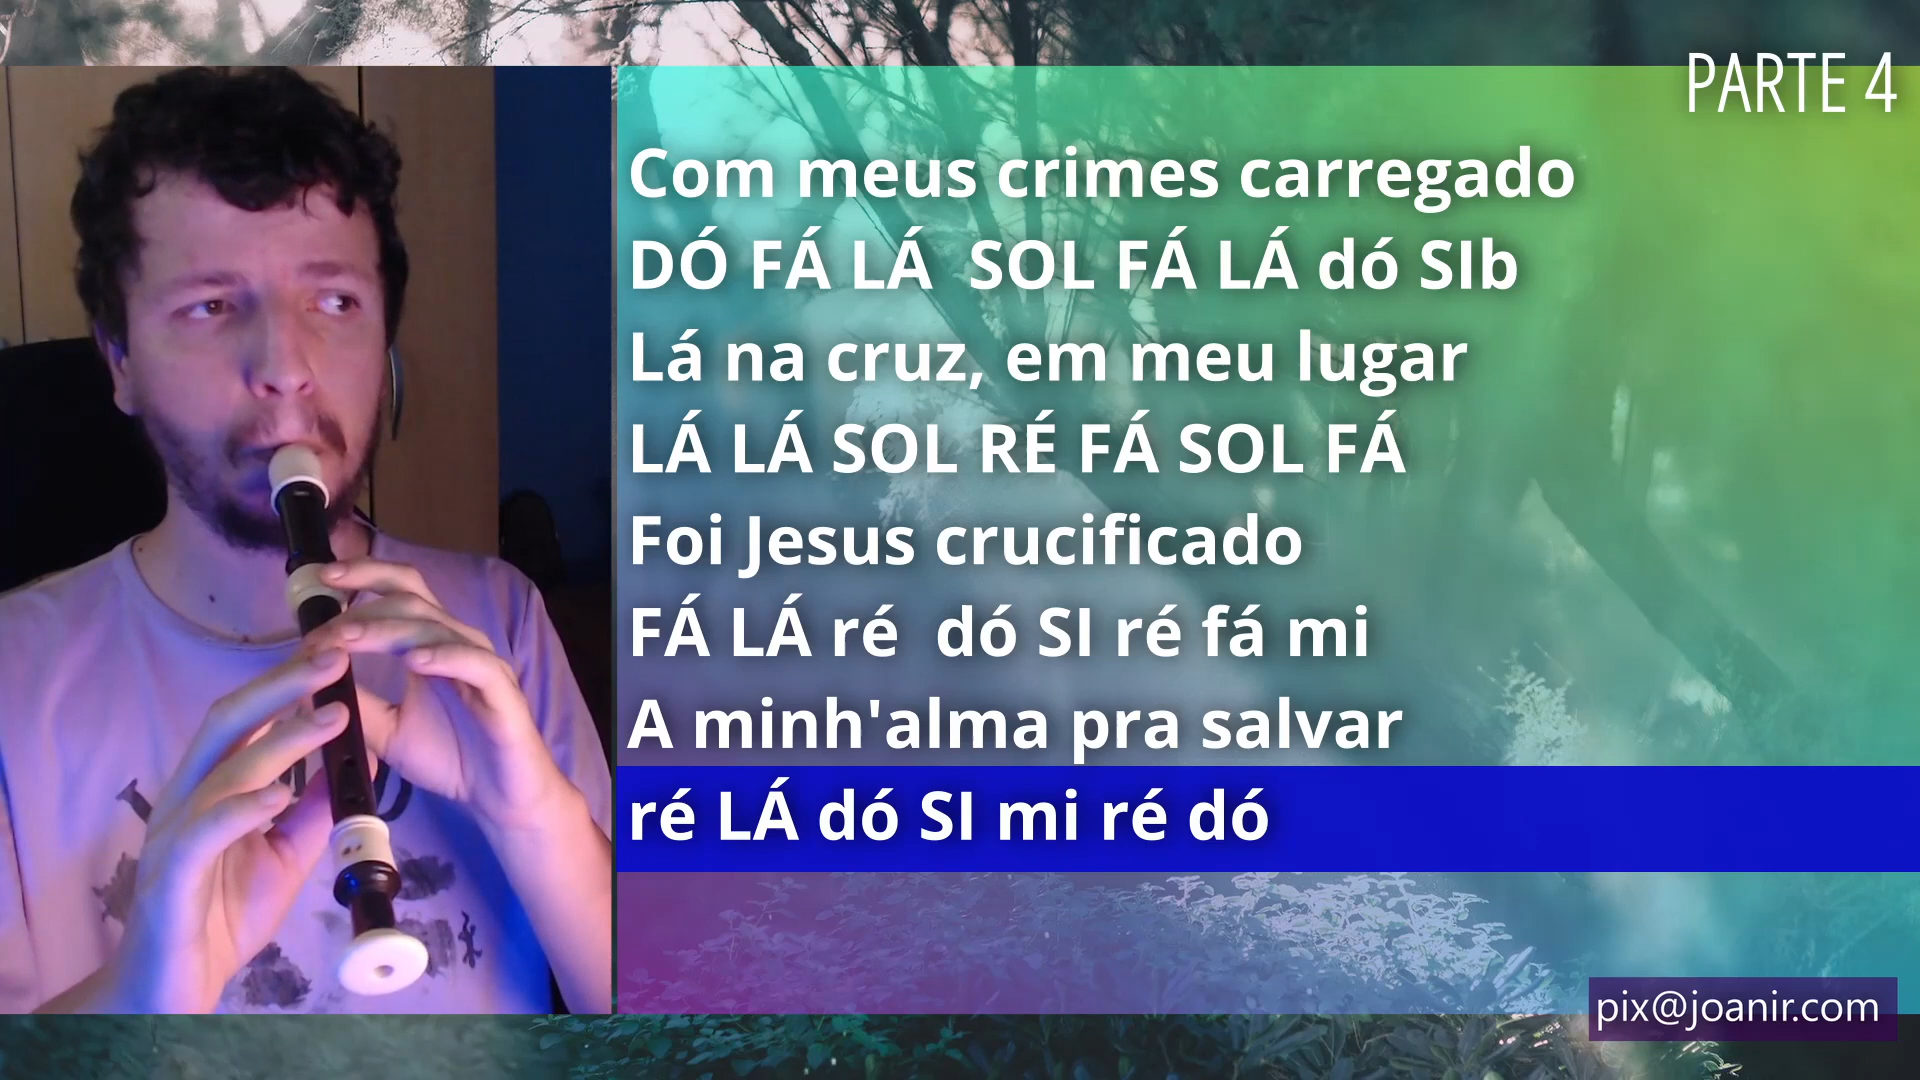 PARTE 4
Com meus crimes carregado
DÓ FÁ LÁ  SOL FÁ LÁ dó SIb
Lá na cruz, em meu lugar
LÁ LÁ SOL RÉ FÁ SOL FÁ
Foi Jesus crucificado
FÁ LÁ ré  dó SI ré fá mi
A minh'alma pra salvar
ré LÁ dó SI mi ré dó
pix@joanir.com